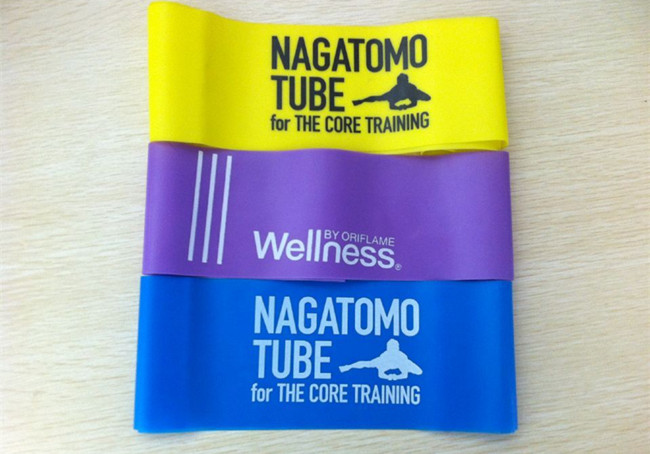 NAGATOMO
TUBE
for THE CORE TRAINING
BY ORIFLAME
Wellness®
NAGATOMO
TUBE
for THE CORE TRAINING